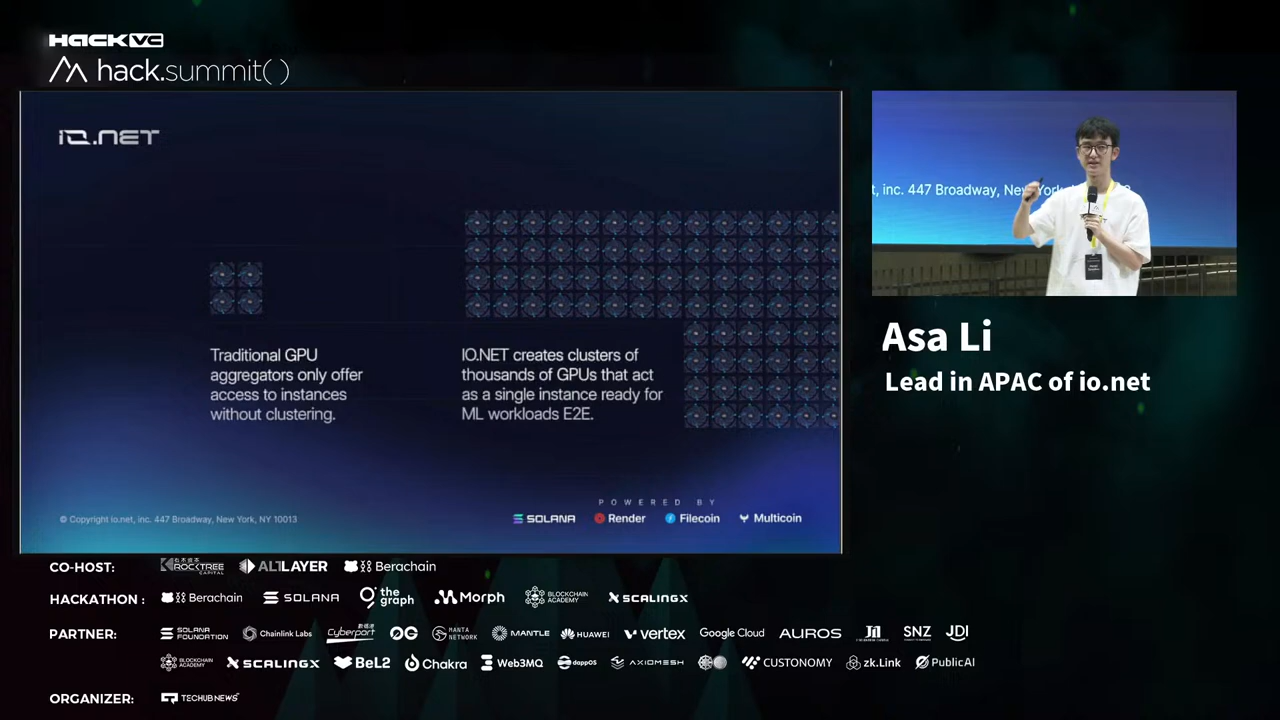 HACK VC
hack.summit()
IO.NET
Traditional GPU
aggregators only offer
access to instances
without clustering.
IO.NET creates clusters of
thousands of GPUs that act
as a single instance ready for
ML workloads E2E.
POWERED BY
SOLANA Render Filecoin Multicoin
© Copyright io.net, inc. 447 Broadway, New York, NY 10013
t, inc. 447 Broadway, New York
Asa Li
Lead in APAC of io.net
CO-HOST: ROCKTREE CAPITAL ALTLAYER Berachain
HACKATHON : Berachain SOLANA the graph Morph BLOCKCHAIN ACADEMY SCALINGX
PARTNER: SOLANA FOUNDATION Chainlink Labs Cyberport 數碼港 0G MANTA NETWORK MANTLE HUAWEI vertex Google Cloud AUROS SNZ JDI
BLOCKCHAIN ACADEMY SCALINGX BeL2 Chakra Web3MQ dappOS AXIOMESH CUSTONOMY zk.Link PublicAI
ORGANIZER: TECHUB NEWS